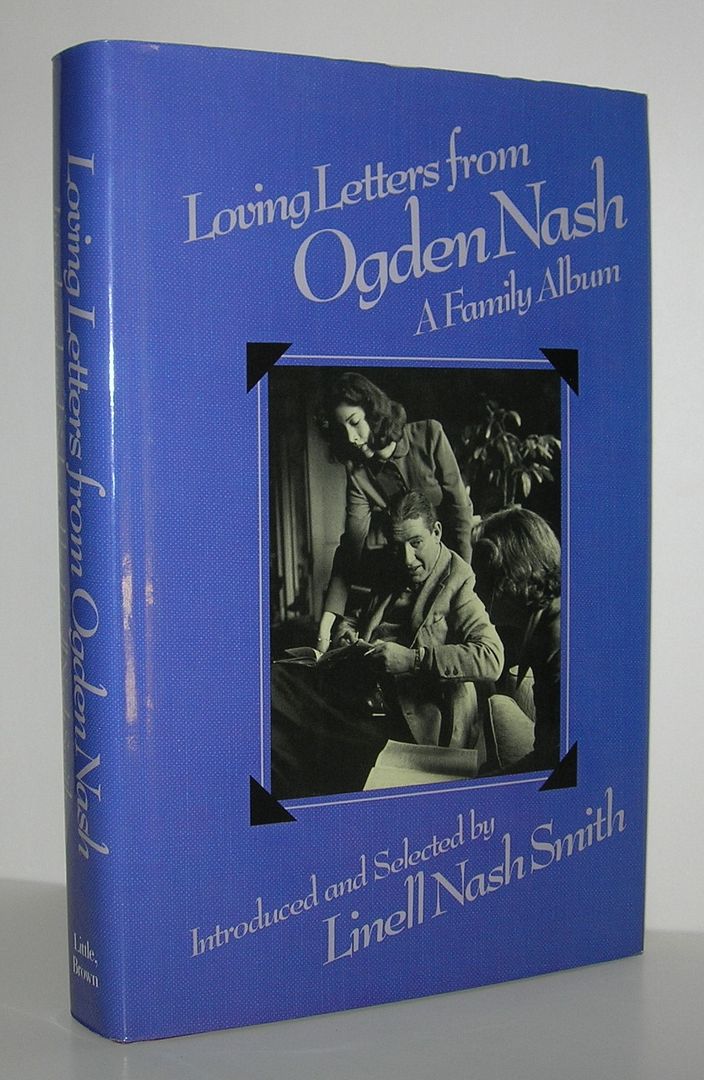 Loving Letters from
Ogden Nash
A Family Album
Introduced and Selected by
Linell Nash Smith
Loving Letters from Ogden Nash
Little,
Brown